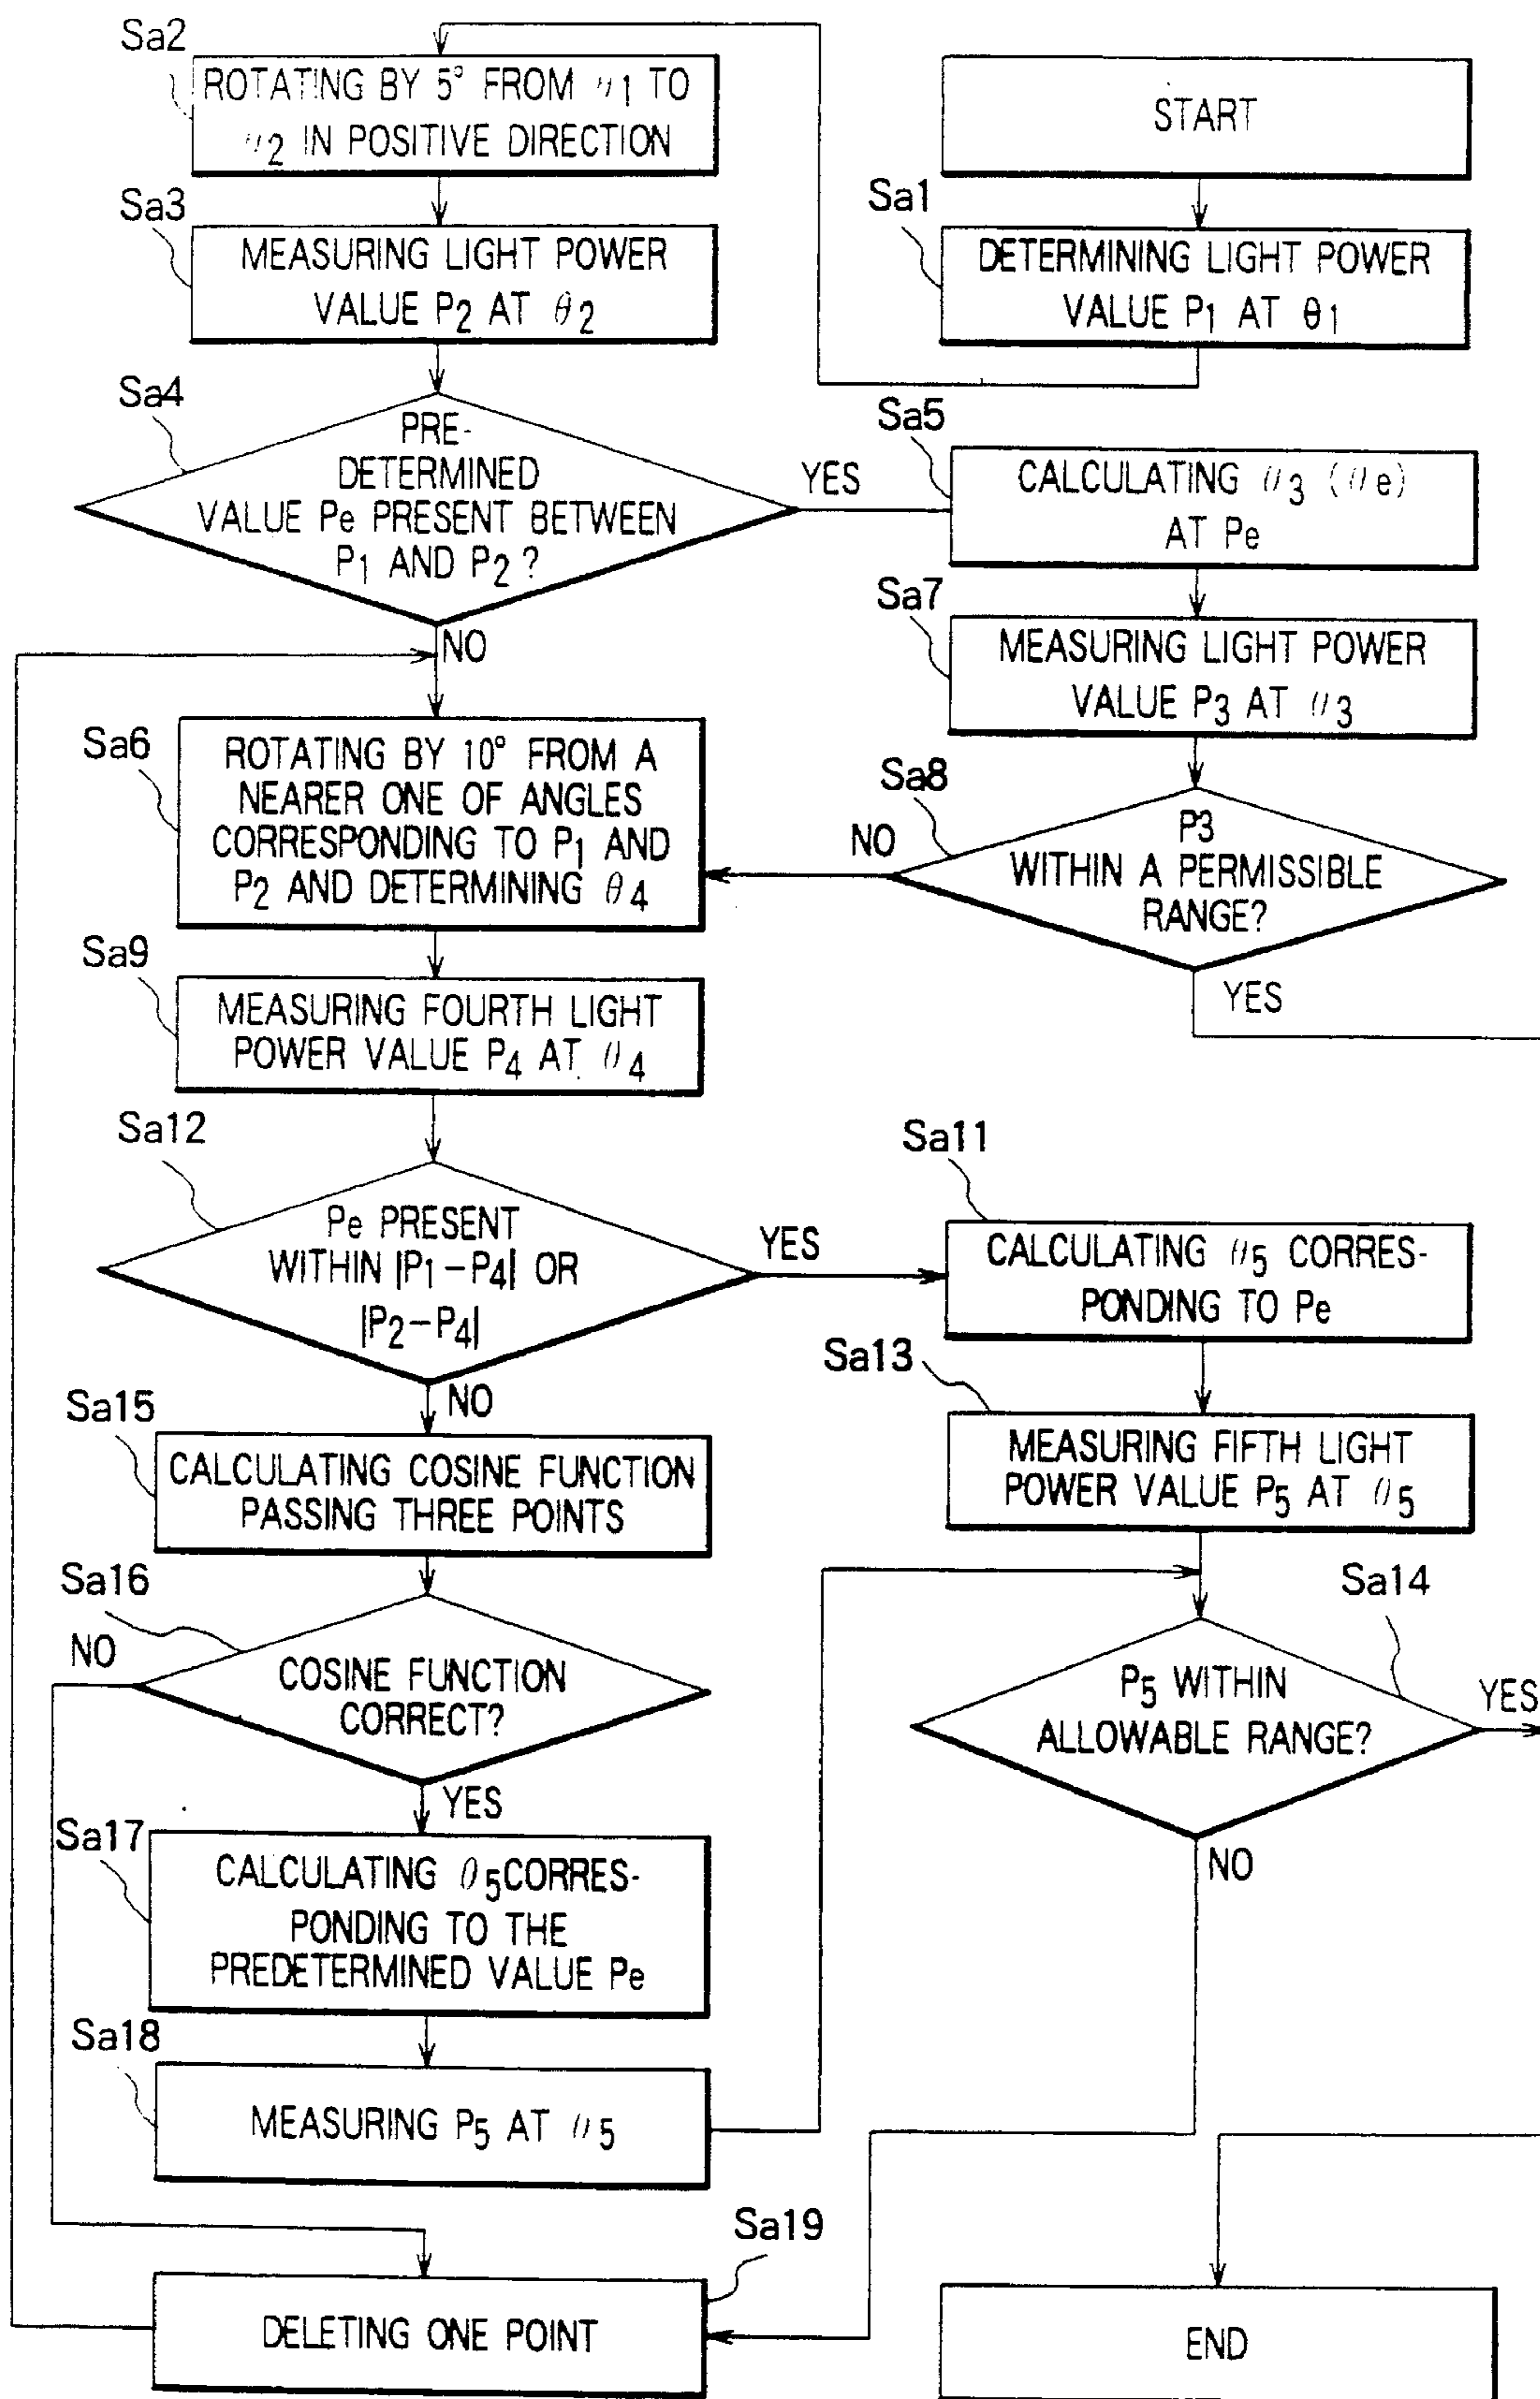 START
Sa1
DETERMINING LIGHT POWER
VALUE P1 AT θ1
Sa2
ROTATING BY 5° FROM θ1 TO
θ2 IN POSITIVE DIRECTION
Sa3
MEASURING LIGHT POWER
VALUE P2 AT θ2
Sa4
PRE-
DETERMINED
VALUE Pe PRESENT BETWEEN
P1 AND P2 ?
YES
NO
Sa5
CALCULATING θ3 (θe)
AT Pe
Sa7
MEASURING LIGHT POWER
VALUE P3 AT θ3
Sa8
P3
WITHIN A PERMISSIBLE
RANGE?
NO
YES
Sa6
ROTATING BY 10° FROM A
NEARER ONE OF ANGLES
CORRESPONDING TO P1 AND
P2 AND DETERMINING θ4
Sa9
MEASURING FOURTH LIGHT
POWER VALUE P4 AT θ4
Sa12
Pe PRESENT
WITHIN |P1-P4| OR
|P2-P4|
YES
NO
Sa11
CALCULATING θ5 CORRES-
PONDING TO Pe
Sa13
MEASURING FIFTH LIGHT
POWER VALUE P5 AT θ5
Sa14
P5 WITHIN
ALLOWABLE RANGE?
YES
NO
Sa15
CALCULATING COSINE FUNCTION
PASSING THREE POINTS
Sa16
NO
COSINE FUNCTION
CORRECT?
YES
Sa17
CALCULATING θ5CORRES-
PONDING TO THE
PREDETERMINED VALUE Pe
Sa18
MEASURING P5 AT θ5
Sa19
DELETING ONE POINT
END